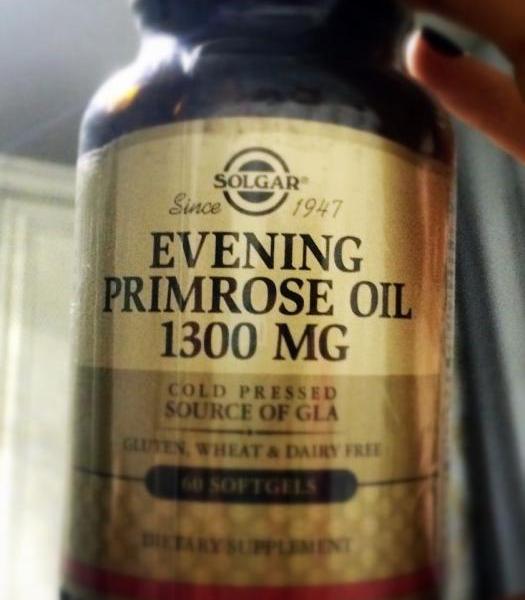 SOLGAR®
Since 1947
EVENING
PRIMROSE OIL
1300 MG
COLD PRESSED
SOURCE OF GLA
GLUTEN, WHEAT & DAIRY FREE
60 SOFTGELS
DIETARY SUPPLEMENT